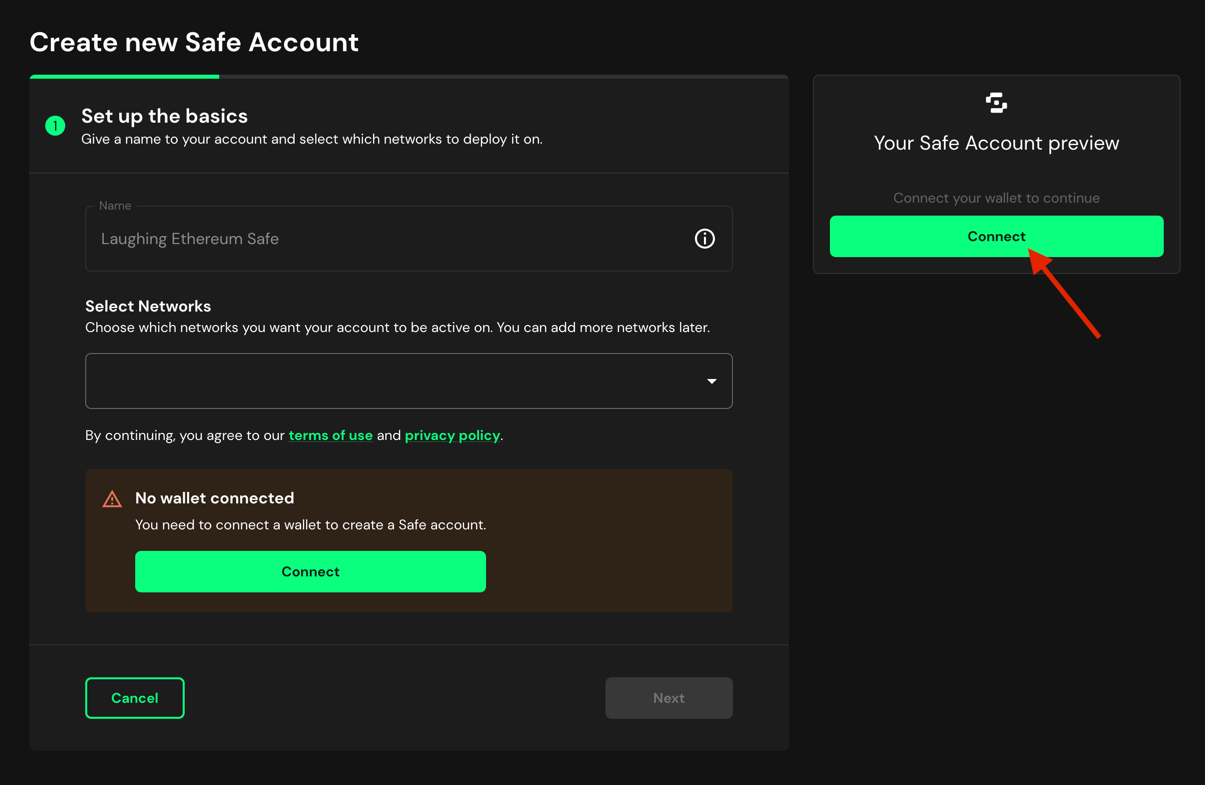 Create new Safe Account
1
Set up the basics
Give a name to your account and select which networks to deploy it on.
Name
Laughing Ethereum Safe
Select Networks
Choose which networks you want your account to be active on. You can add more networks later.
By continuing, you agree to our terms of use and privacy policy.
No wallet connected
You need to connect a wallet to create a Safe account.
Connect
Cancel
Next
Your Safe Account preview
Connect your wallet to continue
Connect